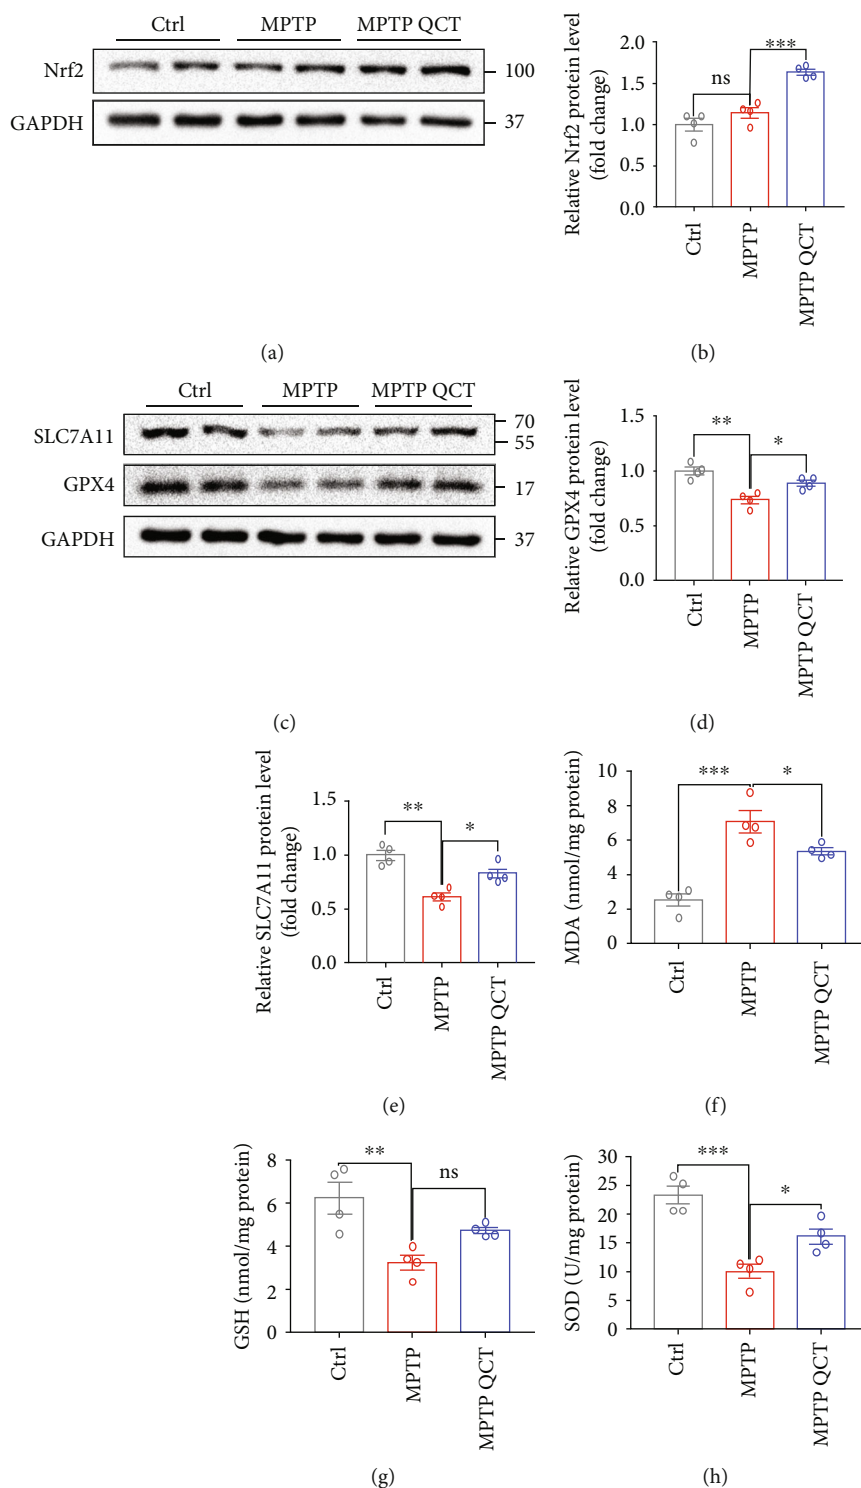 Ctrl MPTP MPTP QCT
Nrf2 100
GAPDH 37
(a)
Relative Nrf2 protein level
(fold change)
2.0
1.5
1.0
0.5
0.0
ns
***
Ctrl
MPTP
MPTP QCT
(b)
Ctrl MPTP MPTP QCT
SLC7A11 70
55
GPX4 17
GAPDH 37
(c)
Relative GPX4 protein level
(fold change)
1.5
1.0
0.5
0.0
**
*
Ctrl
MPTP
MPTP QCT
(d)
Relative SLC7A11 protein level
(fold change)
1.5
1.0
0.5
0.0
**
*
Ctrl
MPTP
MPTP QCT
(e)
MDA (nmol/mg protein)
10
8
6
4
2
0
***
*
Ctrl
MPTP
MPTP QCT
(f)
GSH (nmol/mg protein)
8
6
4
2
0
**
ns
Ctrl
MPTP
MPTP QCT
(g)
SOD (U/mg protein)
30
25
20
15
10
5
0
***
*
Ctrl
MPTP
MPTP QCT
(h)